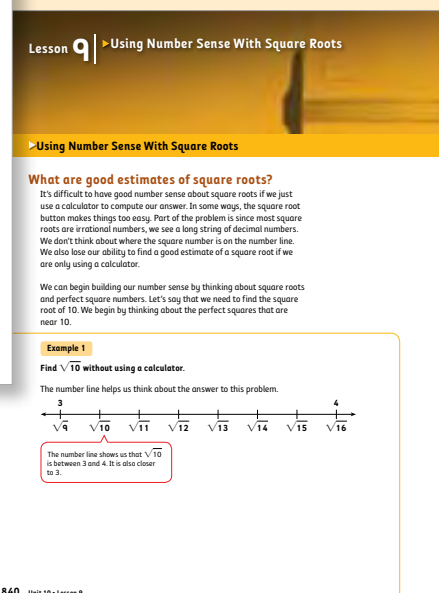 Lesson 9 ►Using Number Sense With Square Roots
►Using Number Sense With Square Roots
What are good estimates of square roots?
It's difficult to have good number sense about square roots if we just
use a calculator to compute our answer. In some ways, the square root
button makes things too easy. Part of the problem is since most square
roots are irrational numbers, we see a long string of decimal numbers.
We don't think about where the square number is on the number line.
We also lose our ability to find a good estimate of a square root if we
are only using a calculator.
We can begin building our number sense by thinking about square roots
and perfect square numbers. Let's say that we need to find the square
root of 10. We begin by thinking about the perfect squares that are
near 10.
Example 1
Find √10 without using a calculator.
The number line helps us think about the answer to this problem.
3 4
√9 √10 √11 √12 √13 √14 √15 √16
The number line shows us that √10
is between 3 and 4. It is also closer
to 3.
840 Unit 10 • Lesson 9